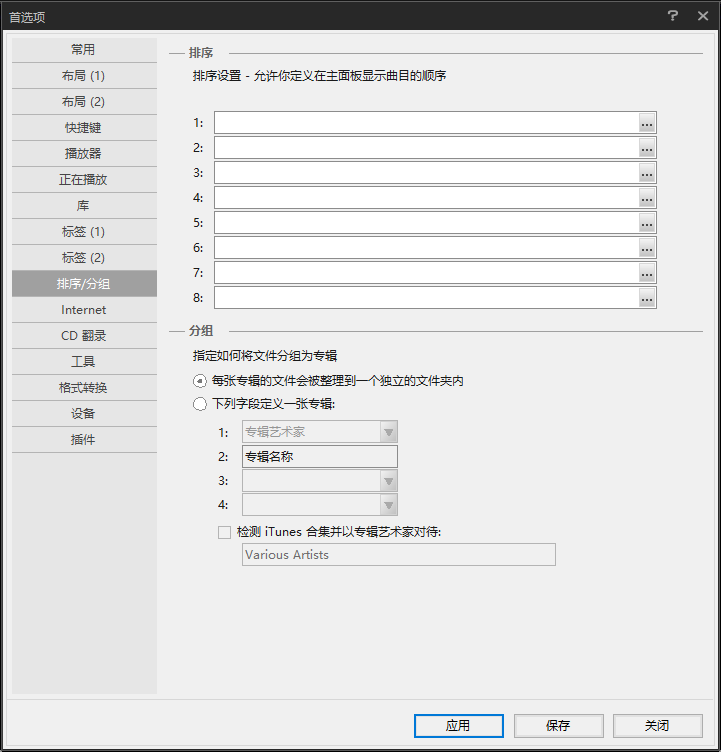 首选项
常用
布局 (1)
布局 (2)
快捷键
播放器
正在播放
库
标签 (1)
标签 (2)
排序/分组
Internet
CD 翻录
工具
格式转换
设备
插件
排序
排序设置 - 允许你定义在主面板显示曲目的顺序
1: ...
2: ...
3: ...
4: ...
5: ...
6: ...
7: ...
8: ...
分组
指定如何将文件分组为专辑
每张专辑的文件会被整理到一个独立的文件夹内
下列字段定义一张专辑:
1: 专辑艺术家
2: 专辑名称
3:
4:
检测 iTunes 合集并以专辑艺术家对待:
Various Artists
应用 保存 关闭